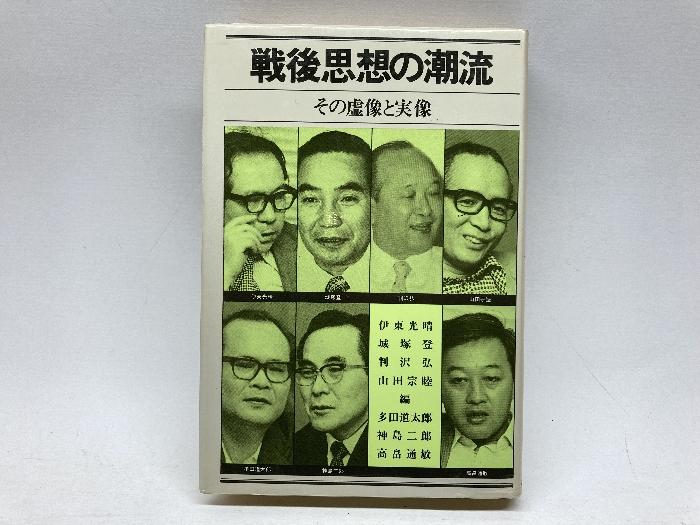 戦後思想の潮流
その虚像と実像
伊東光晴
城塚登
判沢弘
山田宗睦
編
多田道太郎
神島二郎
高畠通敏